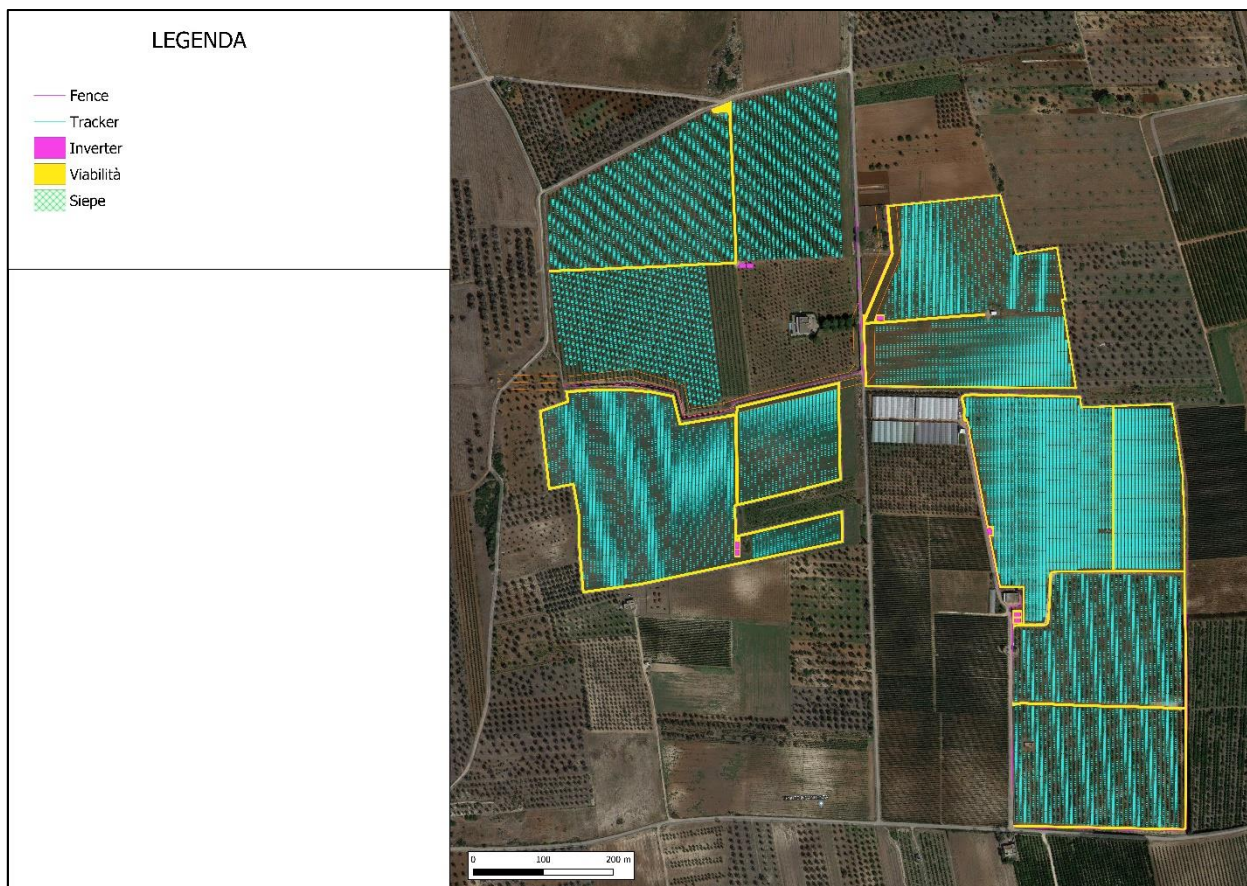 LEGENDA
Fence
Tracker
Inverter
Viabilità
Siepe
0 100 200 m